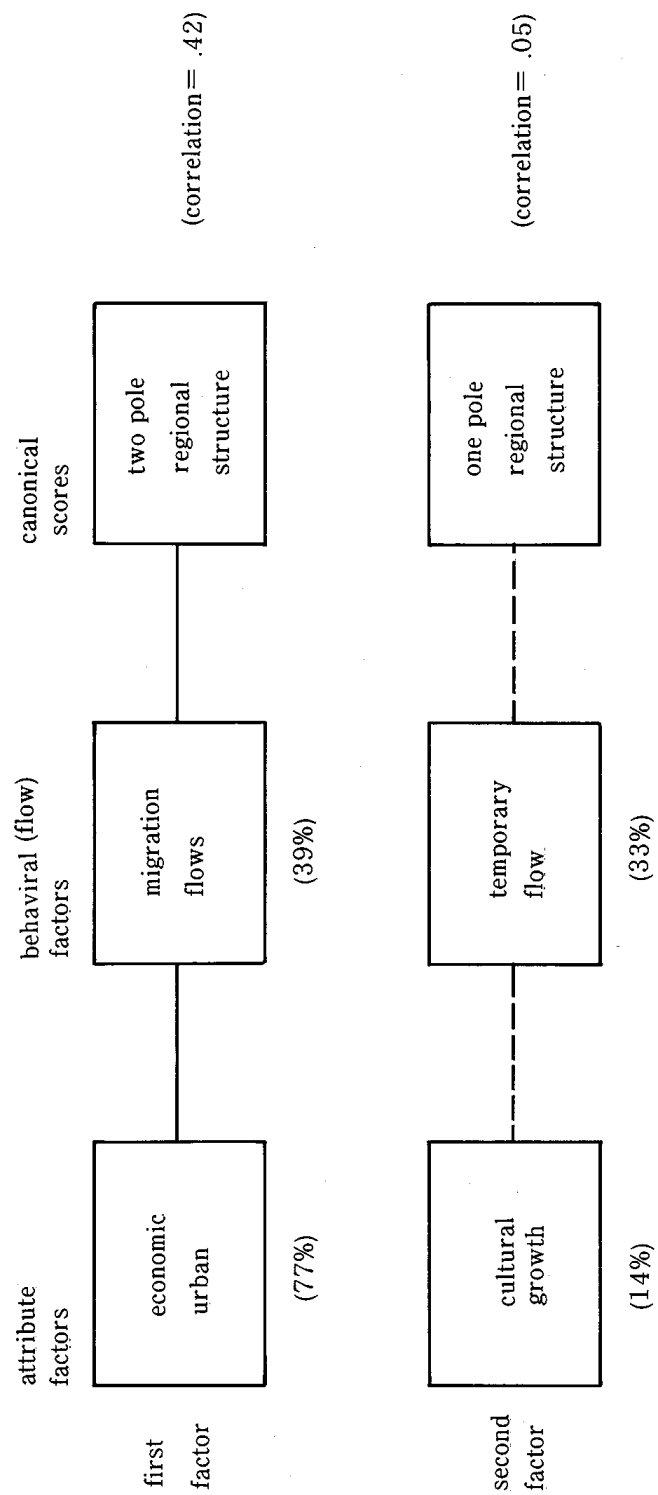 attribute
factors
behaviral (flow)
factors
canonical
scores
first
factor
economic
urban
(77%)
migration
flows
(39%)
two pole
regional
structure
(correlation= .42)
second
factor
cultural
growth
(14%)
temporary
flow
(33%)
one pole
regional
structure
(correlation= .05)